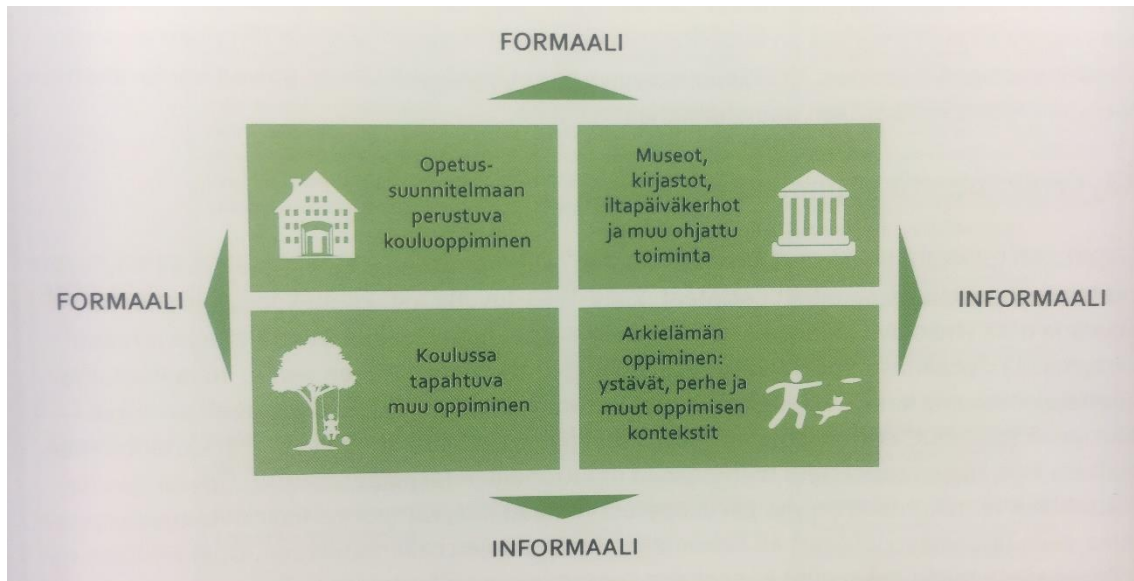 FORMAALI
Opetus-
suunnitelmaan
perustuva
kouluoppiminen
Museot,
kirjastot,
iltapäiväkerhot
ja muu ohjattu
toiminta
FORMAALI
INFORMAALI
Koulussa
tapahtuva
muu oppiminen
Arkielämän
oppiminen:
ystävät, perhe ja
muut oppimisen
kontekstit
INFORMAALI